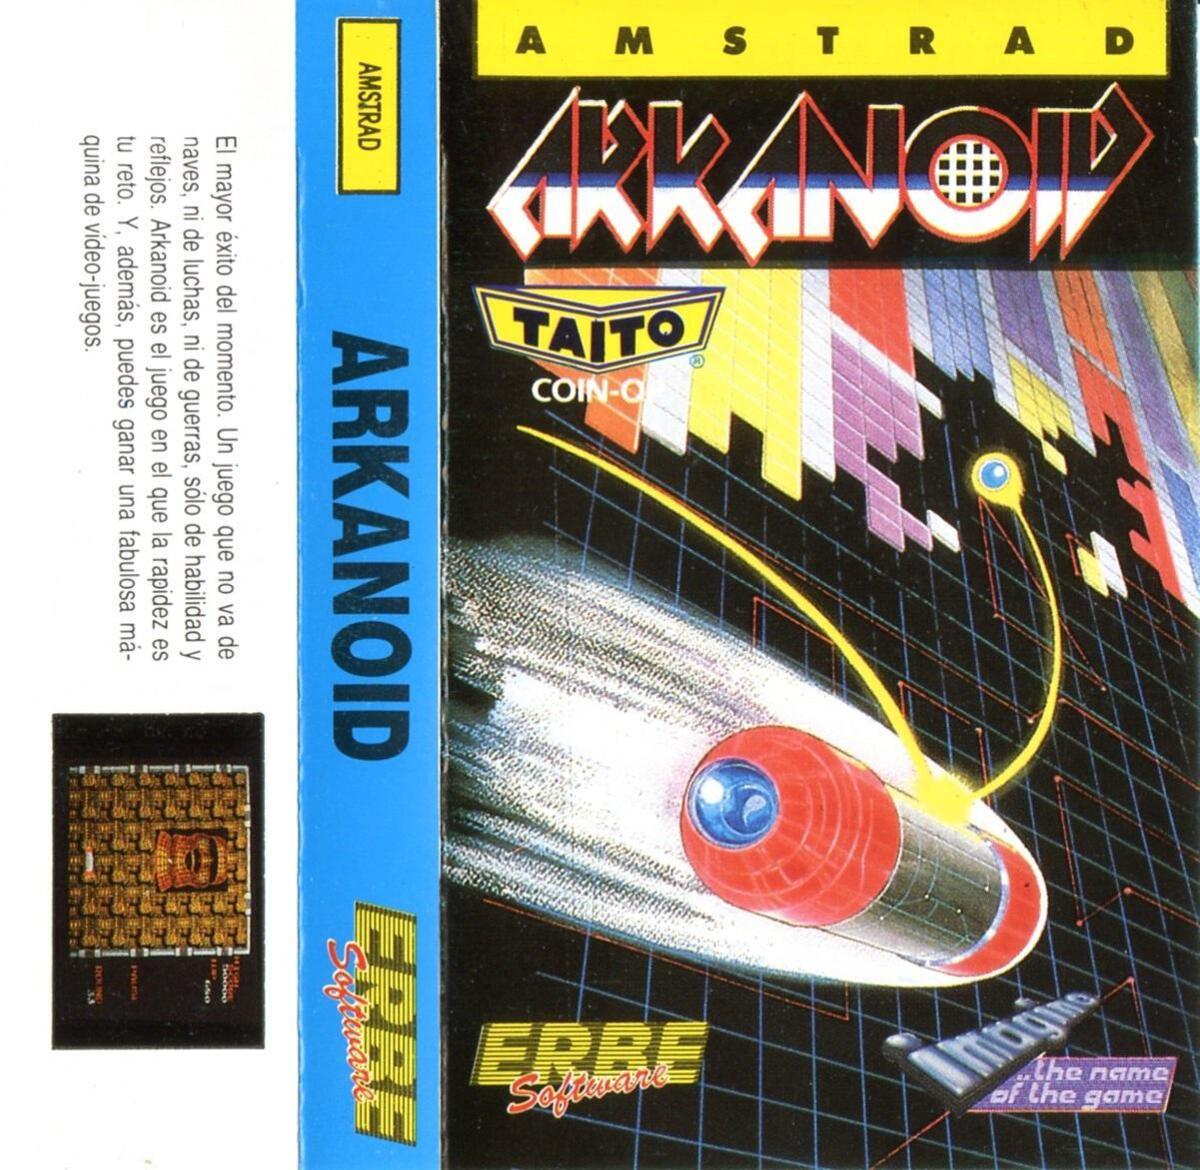 El mayor éxito del momento. Un juego que no va de
naves, ni de luchas, ni de guerras, sólo de habilidad y
reflejos. Arkanoid es el juego en el que la rapidez es
tu reto. Y, además, puedes ganar una fabulosa má-
quina de vídeo-juegos.
ROUND
33
AMSTRAD
ARKANOID
ERBE
Software
AMSTRAD
ARKANOID
TAITO
®
COIN-O
ERBE
Software
imagine
...the name
of the game